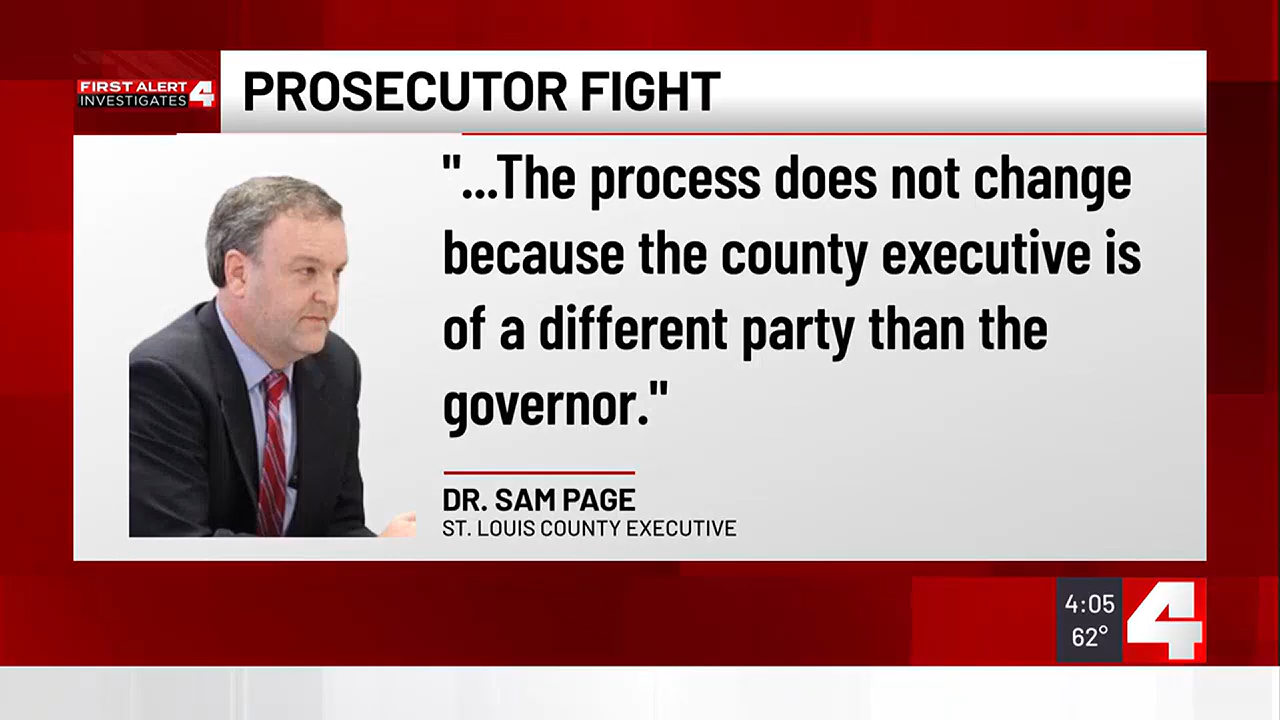 FIRST ALERT 4
INVESTIGATES
PROSECUTOR FIGHT
"...The process does not change
because the county executive is
of a different party than the
governor."
DR. SAM PAGE
ST. LOUIS COUNTY EXECUTIVE
4:05
62°
4